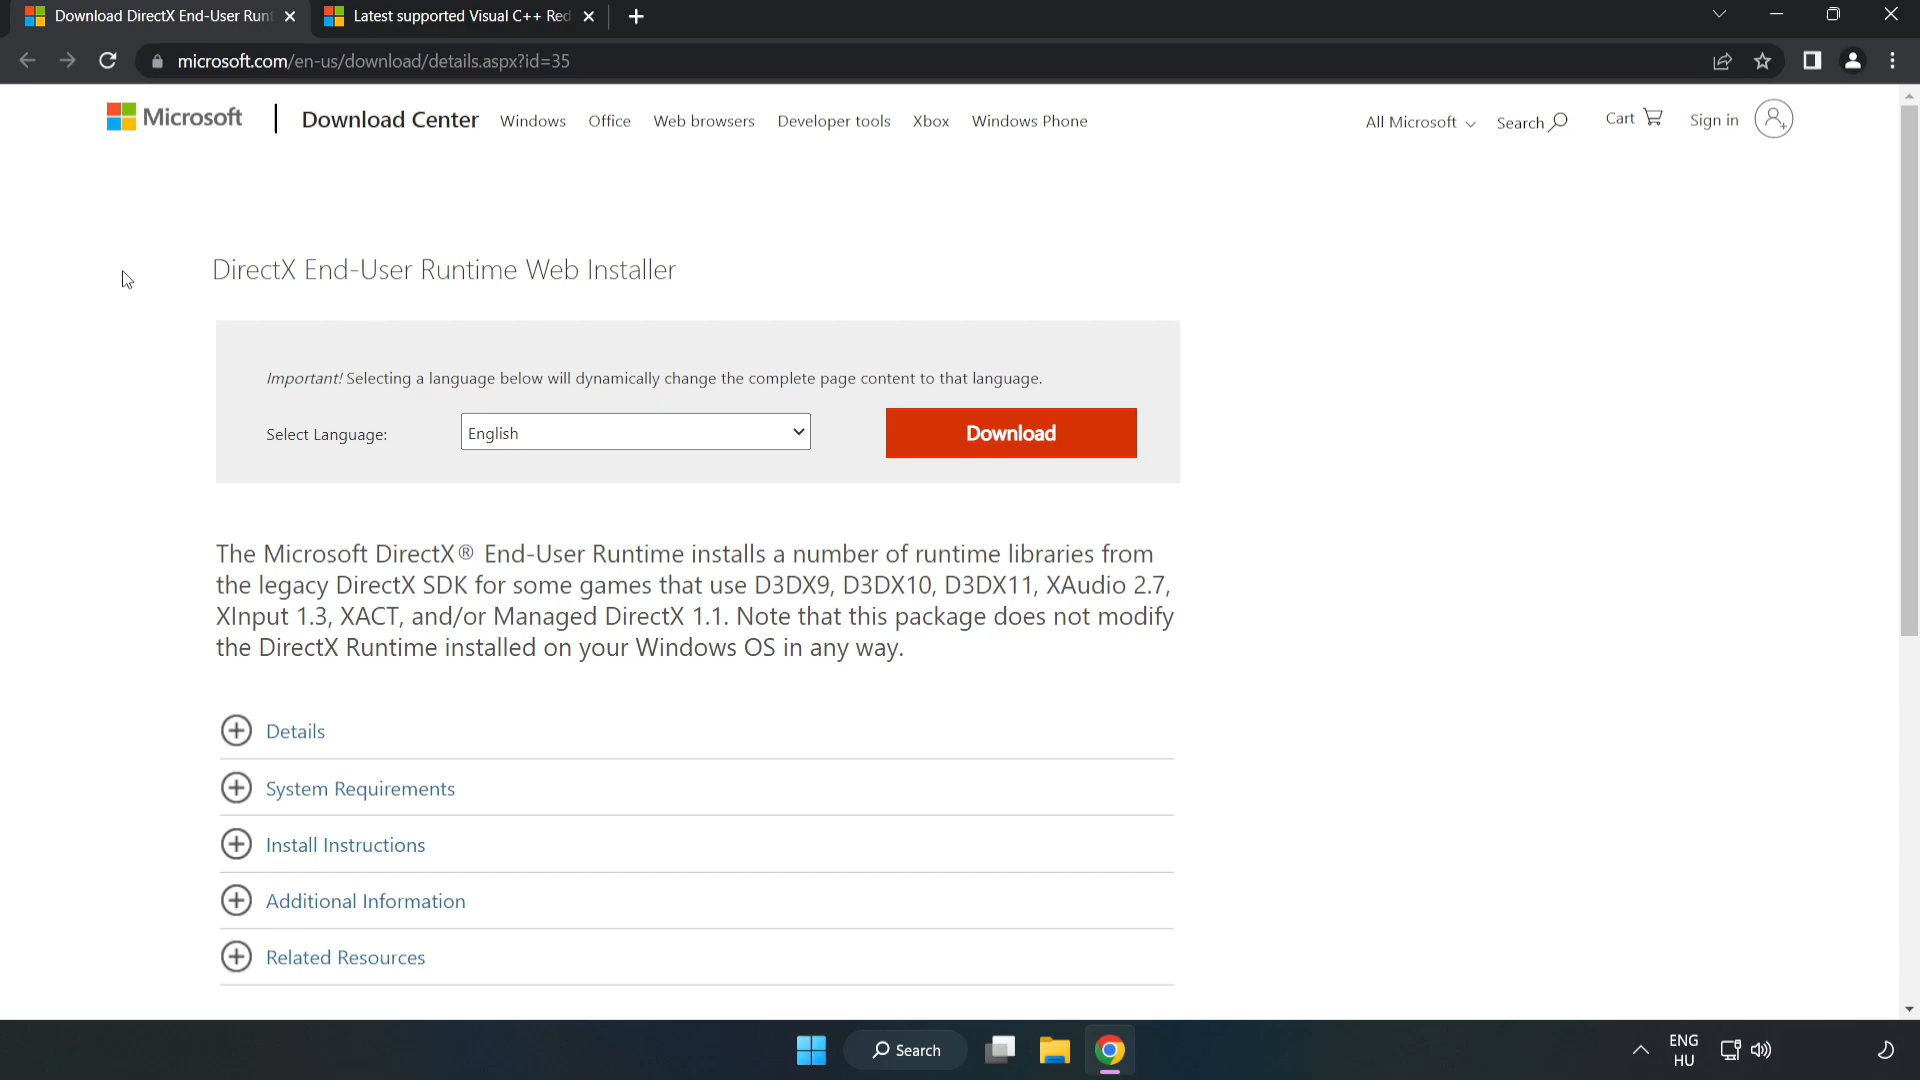 Download DirectX End-User Runt
Latest supported Visual C++ Red
microsoft.com/en-us/download/details.aspx?id=35
Microsoft
Download Center
Windows
Office
Web browsers
Developer tools
Xbox
Windows Phone
All Microsoft
Search
Cart
Sign in
DirectX End-User Runtime Web Installer
Important! Selecting a language below will dynamically change the complete page content to that language.
Select Language:
English
Download
The Microsoft DirectX® End-User Runtime installs a number of runtime libraries from
the legacy DirectX SDK for some games that use D3DX9, D3DX10, D3DX11, XAudio 2.7,
XInput 1.3, XACT, and/or Managed DirectX 1.1. Note that this package does not modify
the DirectX Runtime installed on your Windows OS in any way.
Details
System Requirements
Install Instructions
Additional Information
Related Resources
Search
ENG
HU